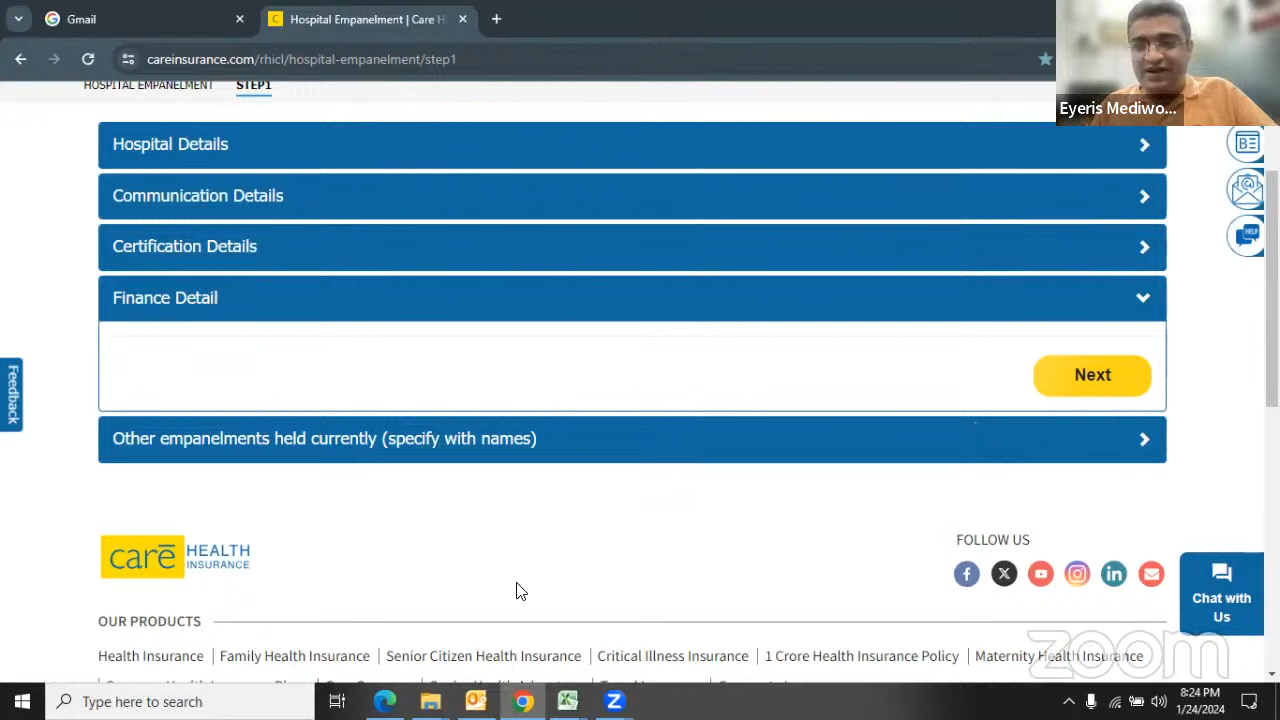 Gmail
Hospital Empanelment | Care H
careinsurance.com/rhicl/hospital-empanelment/step1
Eyeris Mediwo...
HOSPITAL EMPANELMENT STEP1
Hospital Details
Communication Details
Certification Details
Finance Detail
Next
Other empanelments held currently (specify with names)
Feedback
HELP
care HEALTH
INSURANCE
FOLLOW US
Chat with
Us
OUR PRODUCTS
Health Insurance | Family Health Insurance | Senior Citizen Health Insurance | Critical Illness Insurance | 1 Crore Health Insurance Policy | Maternity Health Insurance
zoom
Type here to search
8:24 PM
1/24/2024